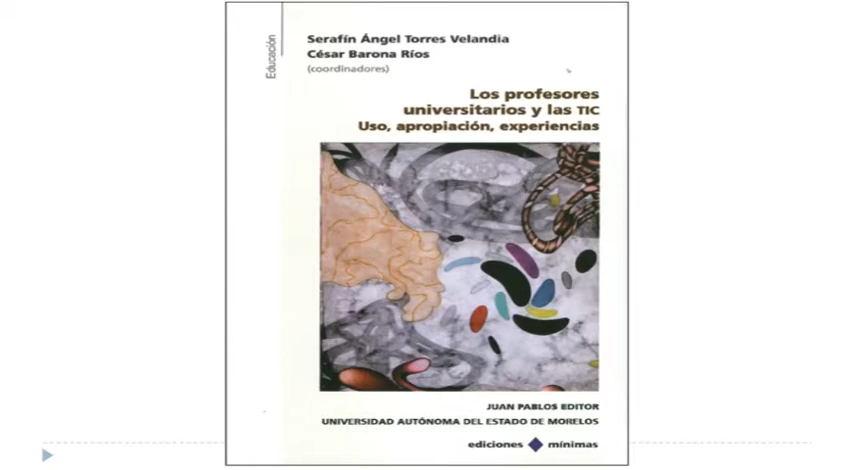 Educación
Serafín Ángel Torres Velandia
César Barona Ríos
(coordinadores)
Los profesores
universitarios y las TIC
Uso, apropiación, experiencias
JUAN PABLOS EDITOR
UNIVERSIDAD AUTÓNOMA DEL ESTADO DE MORELOS
ediciones mínimas